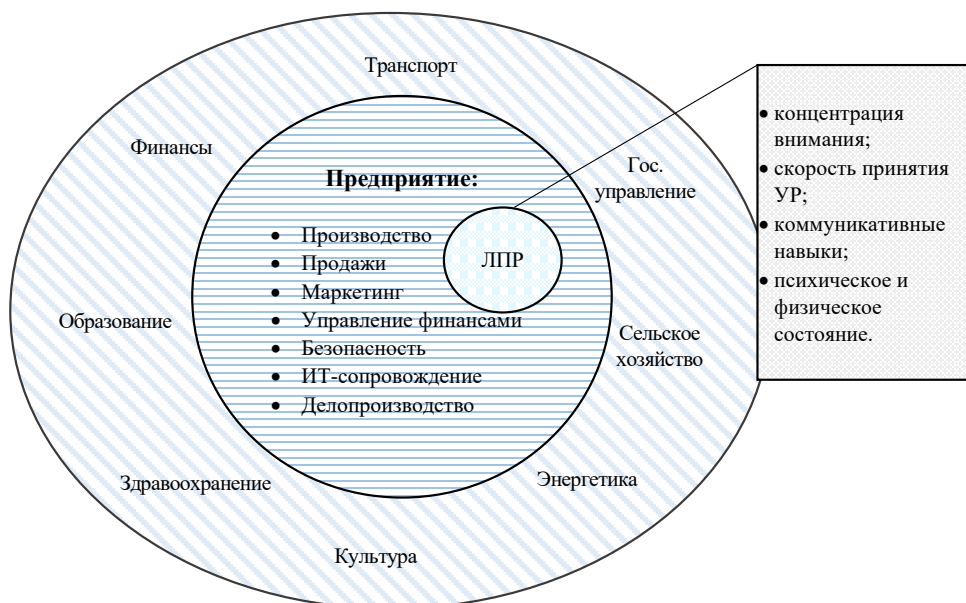 Транспорт
Финансы
Гос.
управление
Предприятие:
• Производство
• Продажи
• Маркетинг
• Управление финансами
• Безопасность
• ИТ-сопровождение
• Делопроизводство
ЛПР
Образование
Сельское
хозяйство
Здравоохранение
Энергетика
Культура
• концентрация
внимания;
• скорость принятия
УР;
• коммуникативные
навыки;
• психическое и
физическое
состояние.